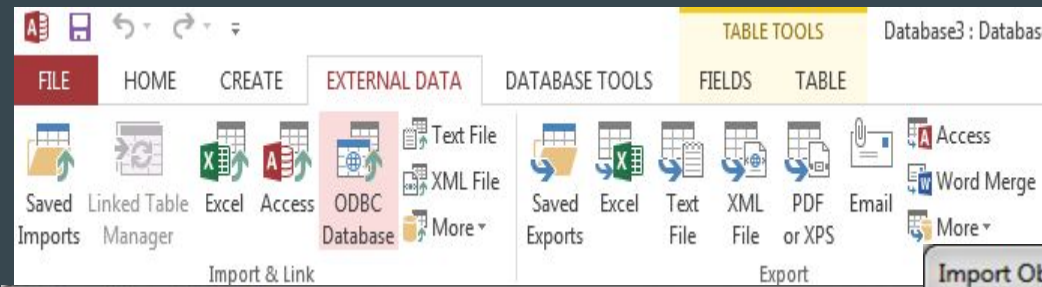 TABLE TOOLS Database3 : Databas
FILE HOME CREATE EXTERNAL DATA DATABASE TOOLS FIELDS TABLE
Saved Imports
Linked Table Manager
Excel
Access
ODBC Database
Text File
XML File
More
Import & Link
Saved Exports
Excel
Text File
XML File
PDF or XPS
Email
Access
Word Merge
More
Export
Import Ob